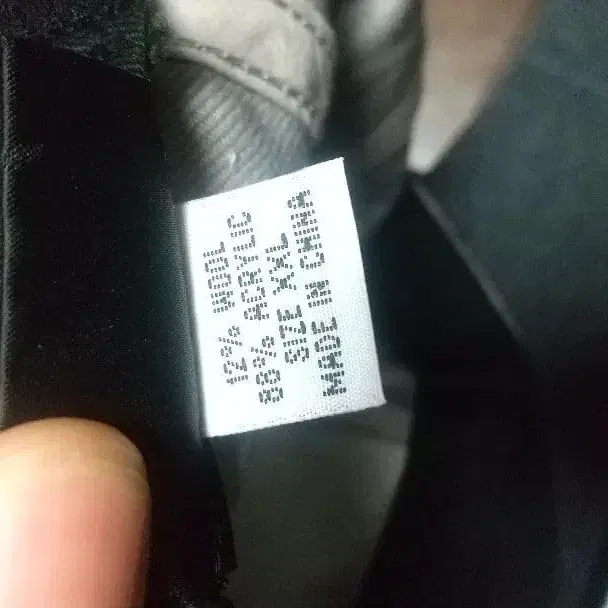 12% WOOL
88% ACRYLIC
SIZE XXL
MADE IN CHINA